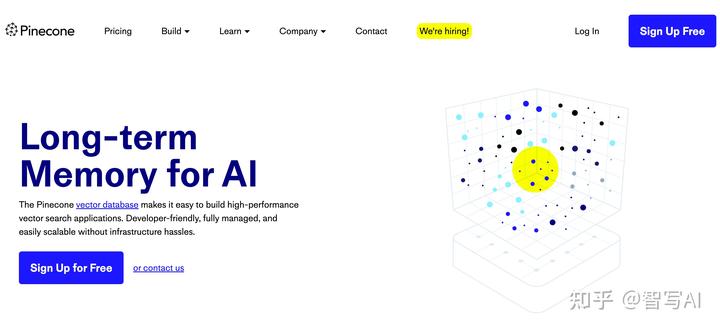 Pinecone
Pricing
Build
Learn
Company
Contact
We're hiring!
Log In
Sign Up Free
Long-term
Memory for AI
The Pinecone vector database makes it easy to build high-performance
vector search applications. Developer-friendly, fully managed, and
easily scalable without infrastructure hassles.
Sign Up for Free
or contact us
知乎 @智写AI